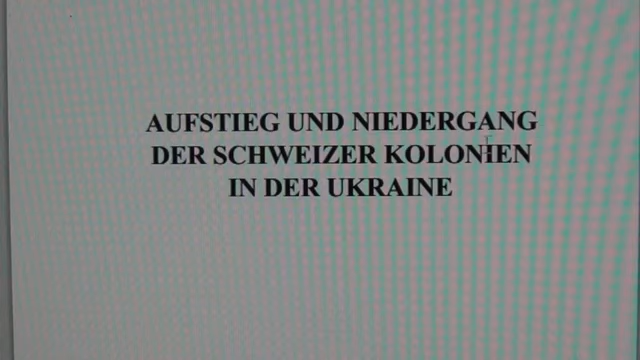 AUFSTIEG UND NIEDERGANG
DER SCHWEIZER KOLONIEN
IN DER UKRAINE